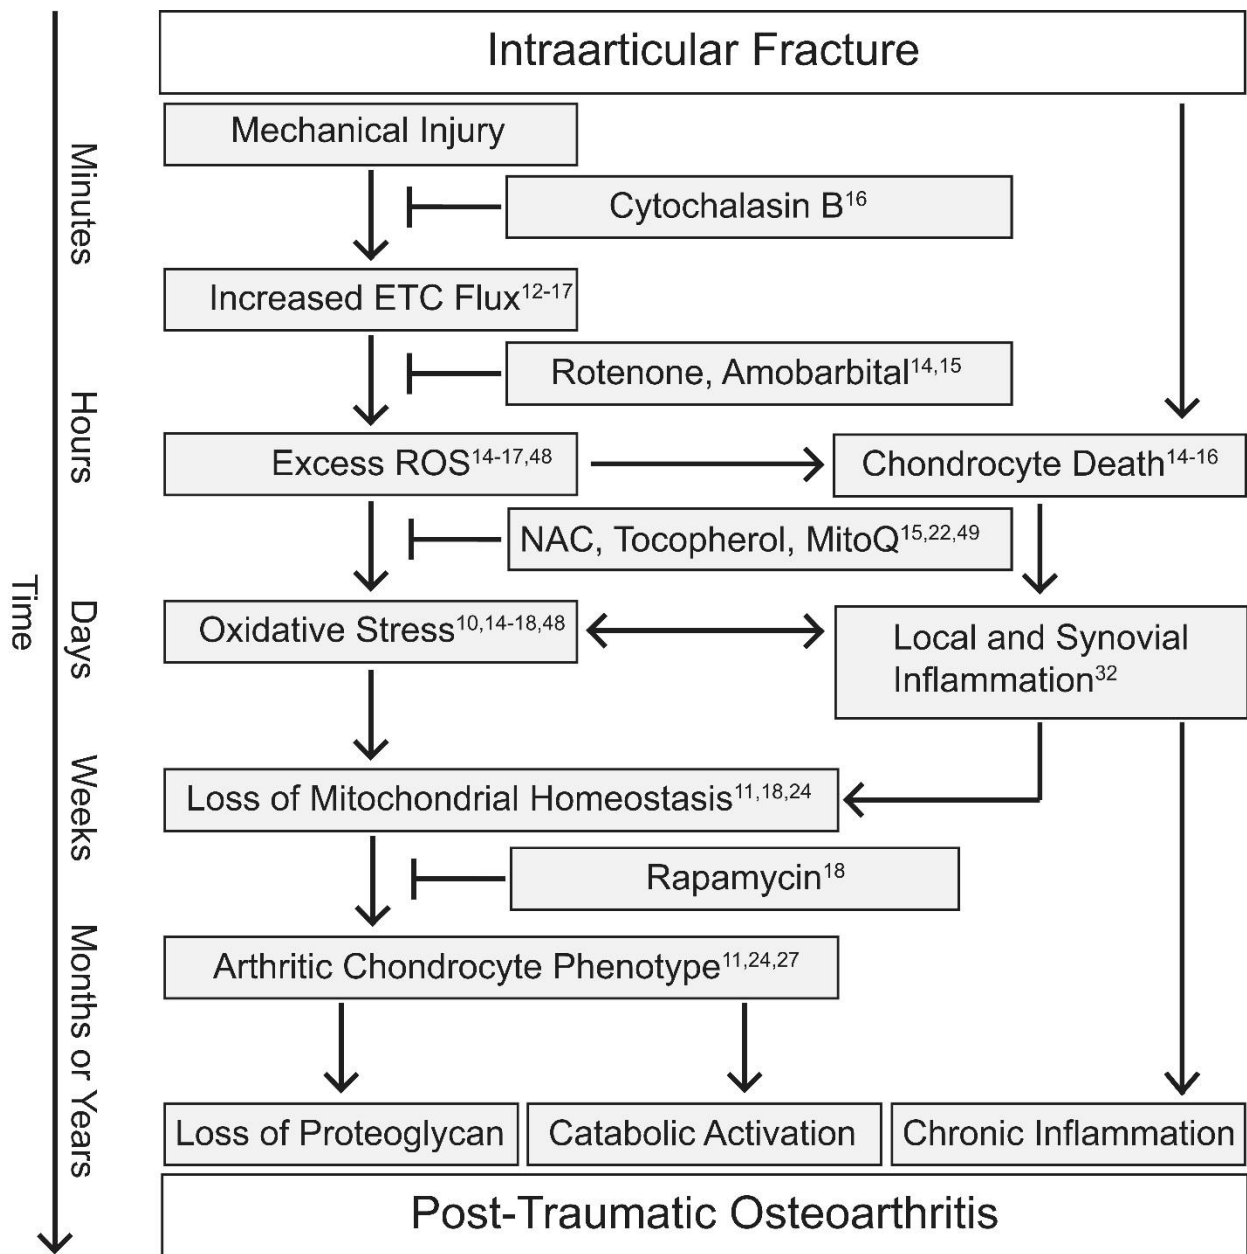 Intraarticular Fracture
Mechanical Injury
Cytochalasin B16
Increased ETC Flux12-17
Rotenone, Amobarbital14,15
Excess ROS14-17,48
Chondrocyte Death14-16
NAC, Tocopherol, MitoQ15,22,49
Oxidative Stress10,14-18,48
Local and Synovial
Inflammation32
Loss of Mitochondrial Homeostasis11,18,24
Rapamycin18
Arthritic Chondrocyte Phenotype11,24,27
Loss of Proteoglycan
Catabolic Activation
Chronic Inflammation
Post-Traumatic Osteoarthritis
Time
Minutes
Hours
Days
Weeks
Months or Years